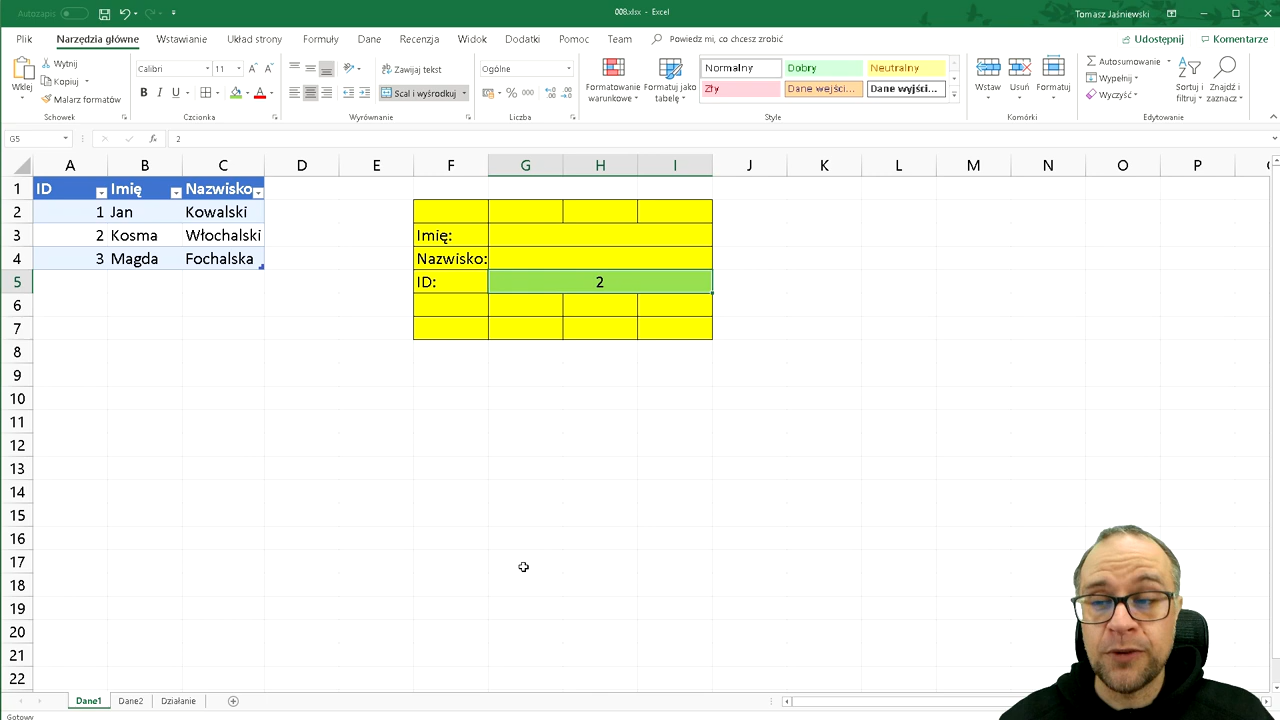 Autozapis
008.xlsx - Excel
Tomasz Jaśniewski
Plik Narzędzia główne Wstawianie Układ strony Formuły Dane Recenzja Widok Dodatki Pomoc Team Powiedz mi, co chcesz zrobić Udostępnij Komentarze
Wklej
Wytnij
Kopiuj
Malarz formatów
Schowek
Calibri 11
B I U
Czcionka
Zawijaj tekst
Scal i wyśrodkuj
Wyrównanie
Ogólne
% 000
Liczba
Formatowanie warunkowe
Formatuj jako tabelę
Normalny Dobry Neutralny
Zły Dane wejści... Dane wyjści...
Style
Wstaw Usuń Formatuj
Komórki
Autosumowanie
Wypełnij
Wyczyść
Sortuj i filtruj
Znajdź i zaznacz
Edytowanie
G5 fx 2
A B C D E F G H I J K L M N O P
1 ID Imię Nazwisko
2 1 Jan Kowalski
3 2 Kosma Włochalski Imię:
4 3 Magda Fochalska Nazwisko:
5 ID: 2
6
7
8
9
10
11
12
13
14
15
16
17
18
19
20
21
22
Dane1 Dane2 Działanie
Gotowy